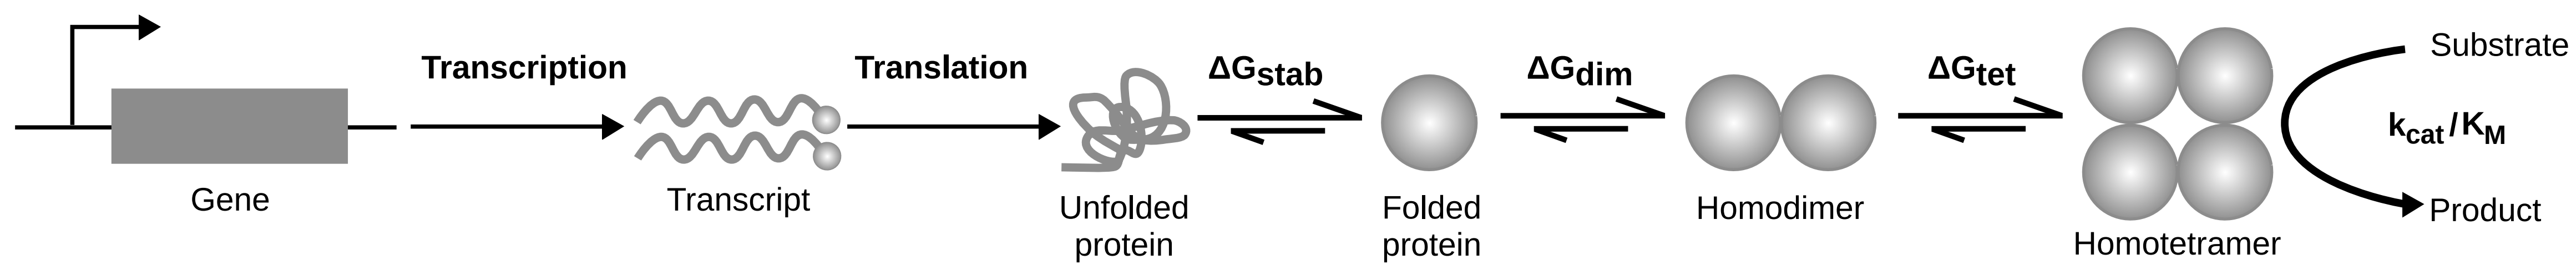 Transcription
Translation
ΔGstab
ΔGdim
ΔGtet
Substrate
kcat/KM
Gene
Transcript
Unfolded
protein
Folded
protein
Homodimer
Homotetramer
Product